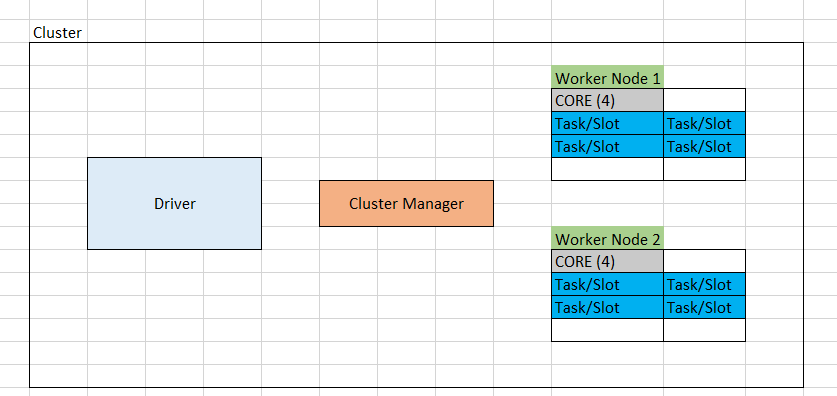 Cluster
Worker Node 1
CORE (4)
Task/Slot Task/Slot
Task/Slot Task/Slot
Driver
Cluster Manager
Worker Node 2
CORE (4)
Task/Slot Task/Slot
Task/Slot Task/Slot